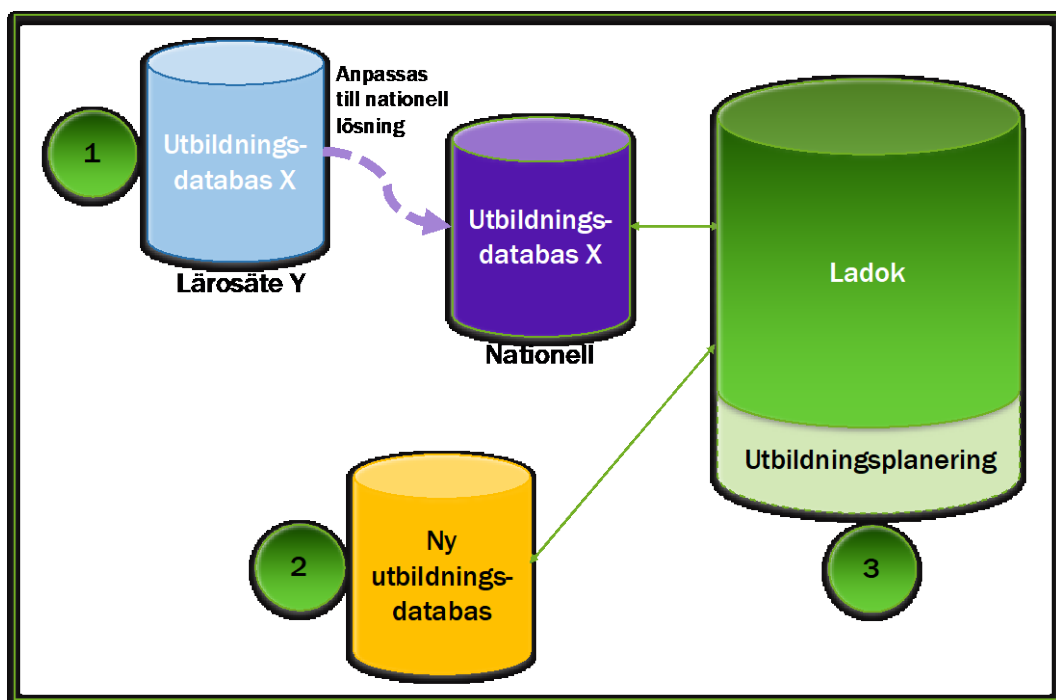 Anpassas
till nationell
lösning
1
Utbildnings-
databas X
Lärosäte Y
Utbildnings-
databas X
Nationell
Ladok
Utbildningsplanering
2
Ny
utbildnings-
databas
3